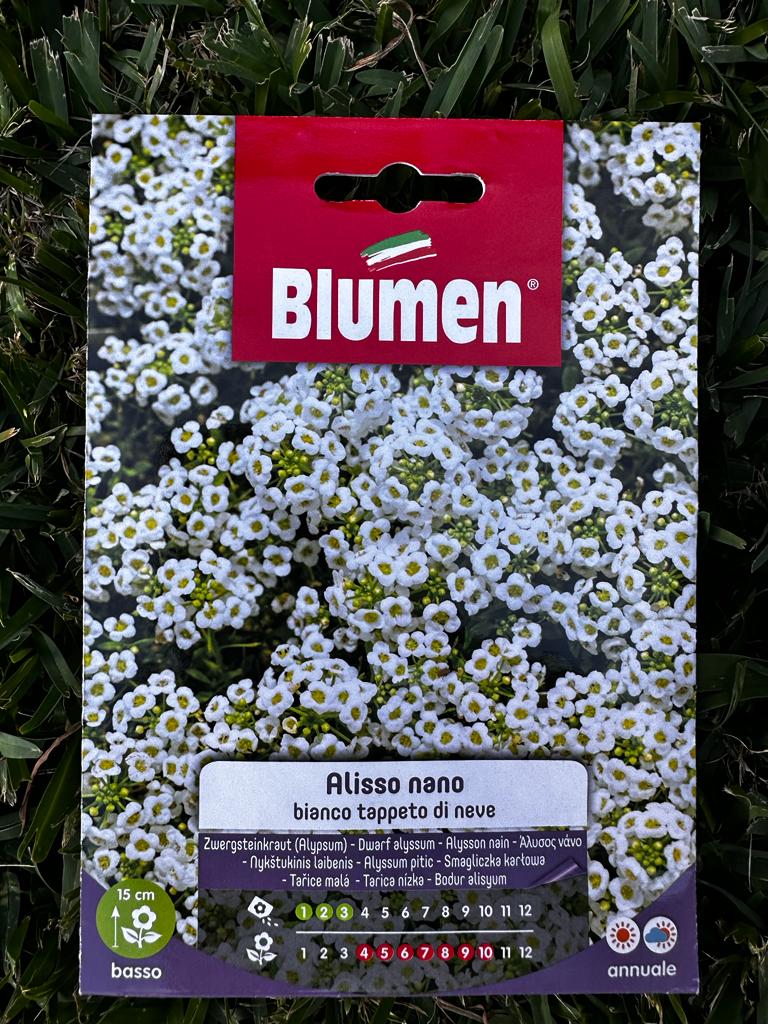 Blumen®
Alisso nano
bianco tappeto di neve
Zwergsteinkraut (Alypsum) - Dwarf alyssum - Alysson nain - Άλυσος νάνο
- Nykštukinis laibenis - Alyssum pitic - Smagliczka karłowa
- Tařice malá - Tarica nízka - Bodur alisyum
15 cm
1 2 3 4 5 6 7 8 9 10 11 12
1 2 3 4 5 6 7 8 9 10 11 12
basso
annuale